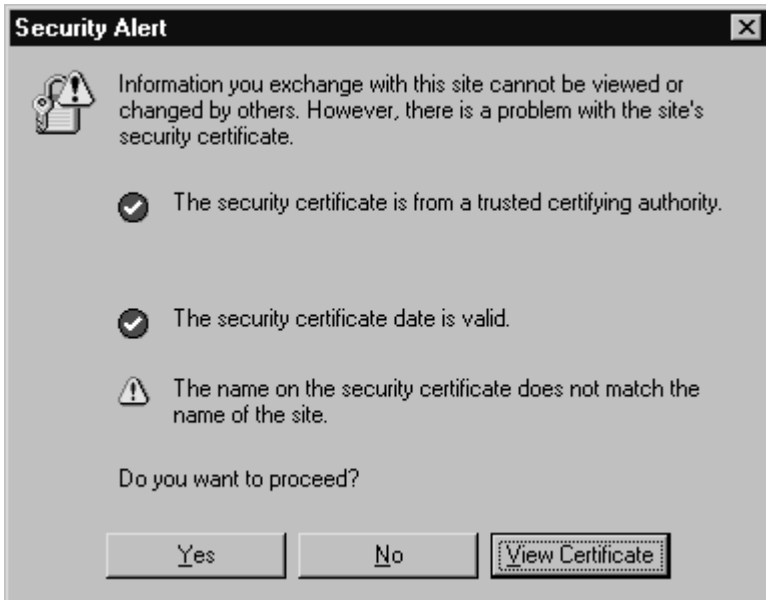 Security Alert
Information you exchange with this site cannot be viewed or
changed by others. However, there is a problem with the site's
security certificate.
The security certificate is from a trusted certifying authority.
The security certificate date is valid.
The name on the security certificate does not match the
name of the site.
Do you want to proceed?
Yes No View Certificate